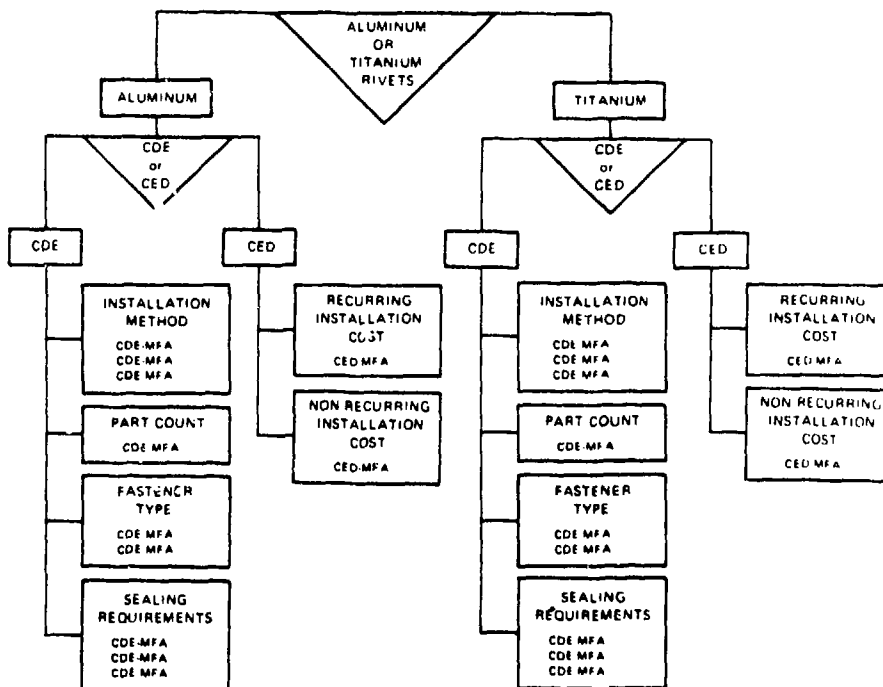 ALUMINUM
OR
TITANIUM
RIVETS
ALUMINUM
TITANIUM
CDE
or
CED
CDE
or
CED
CDE
CED
CDE
CED
INSTALLATION
METHOD
CDE-MFA
CDE-MFA
CDE MFA
RECURRING
INSTALLATION
COST
CED MFA
PART COUNT
CDE MFA
NON RECURRING
INSTALLATION
COST
CED-MFA
FASTENER
TYPE
CDE MFA
CDE MFA
SEALING
REQUIREMENTS
CDE-MFA
CDE-MFA
CDE MFA
INSTALLATION
METHOD
CDE MFA
CDE MFA
CDE MFA
RECURRING
INSTALLATION
COST
CED MFA
PART COUNT
CDE-MFA
NON RECURRING
INSTALLATION
COST
CED MFA
FASTENER
TYPE
CDE MFA
CDE MFA
SEALING
REQUIREMENTS
CDE MFA
CDE MFA
CDE MFA